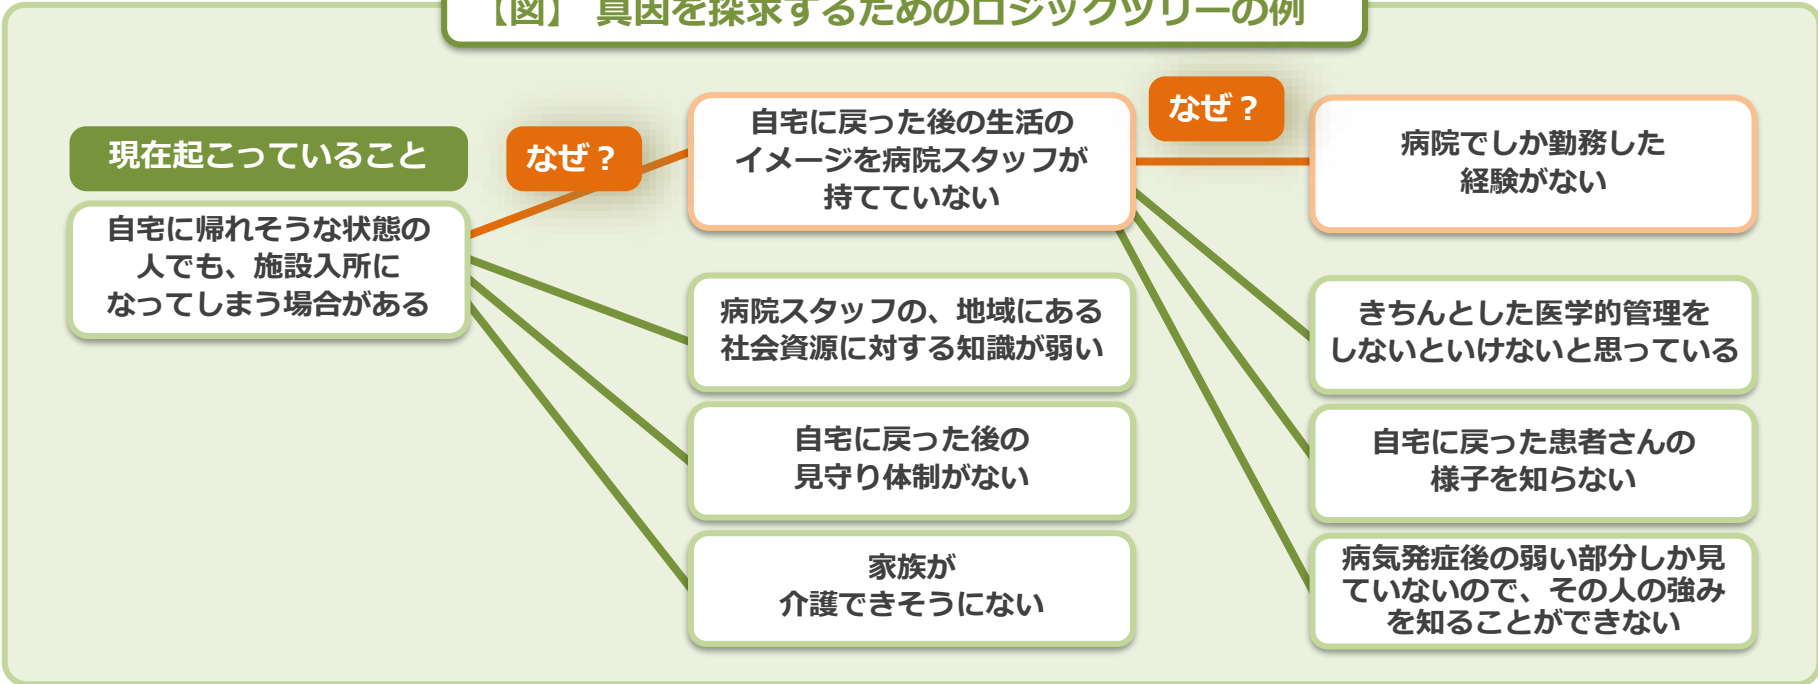 【図】 真因を探求するためのロジックツリーの例
現在起こっていること
自宅に帰れそうな状態の
人でも、施設入所に
なってしまう場合がある
なぜ？
自宅に戻った後の生活の
イメージを病院スタッフが
持てていない
病院スタッフの、地域にある
社会資源に対する知識が弱い
自宅に戻った後の
見守り体制がない
家族が
介護できそうにない
なぜ？
病院でしか勤務した
経験がない
きちんとした医学的管理を
しないといけないと思っている
自宅に戻った患者さんの
様子を知らない
病気発症後の弱い部分しか見
ていないので、その人の強み
を知ることができない